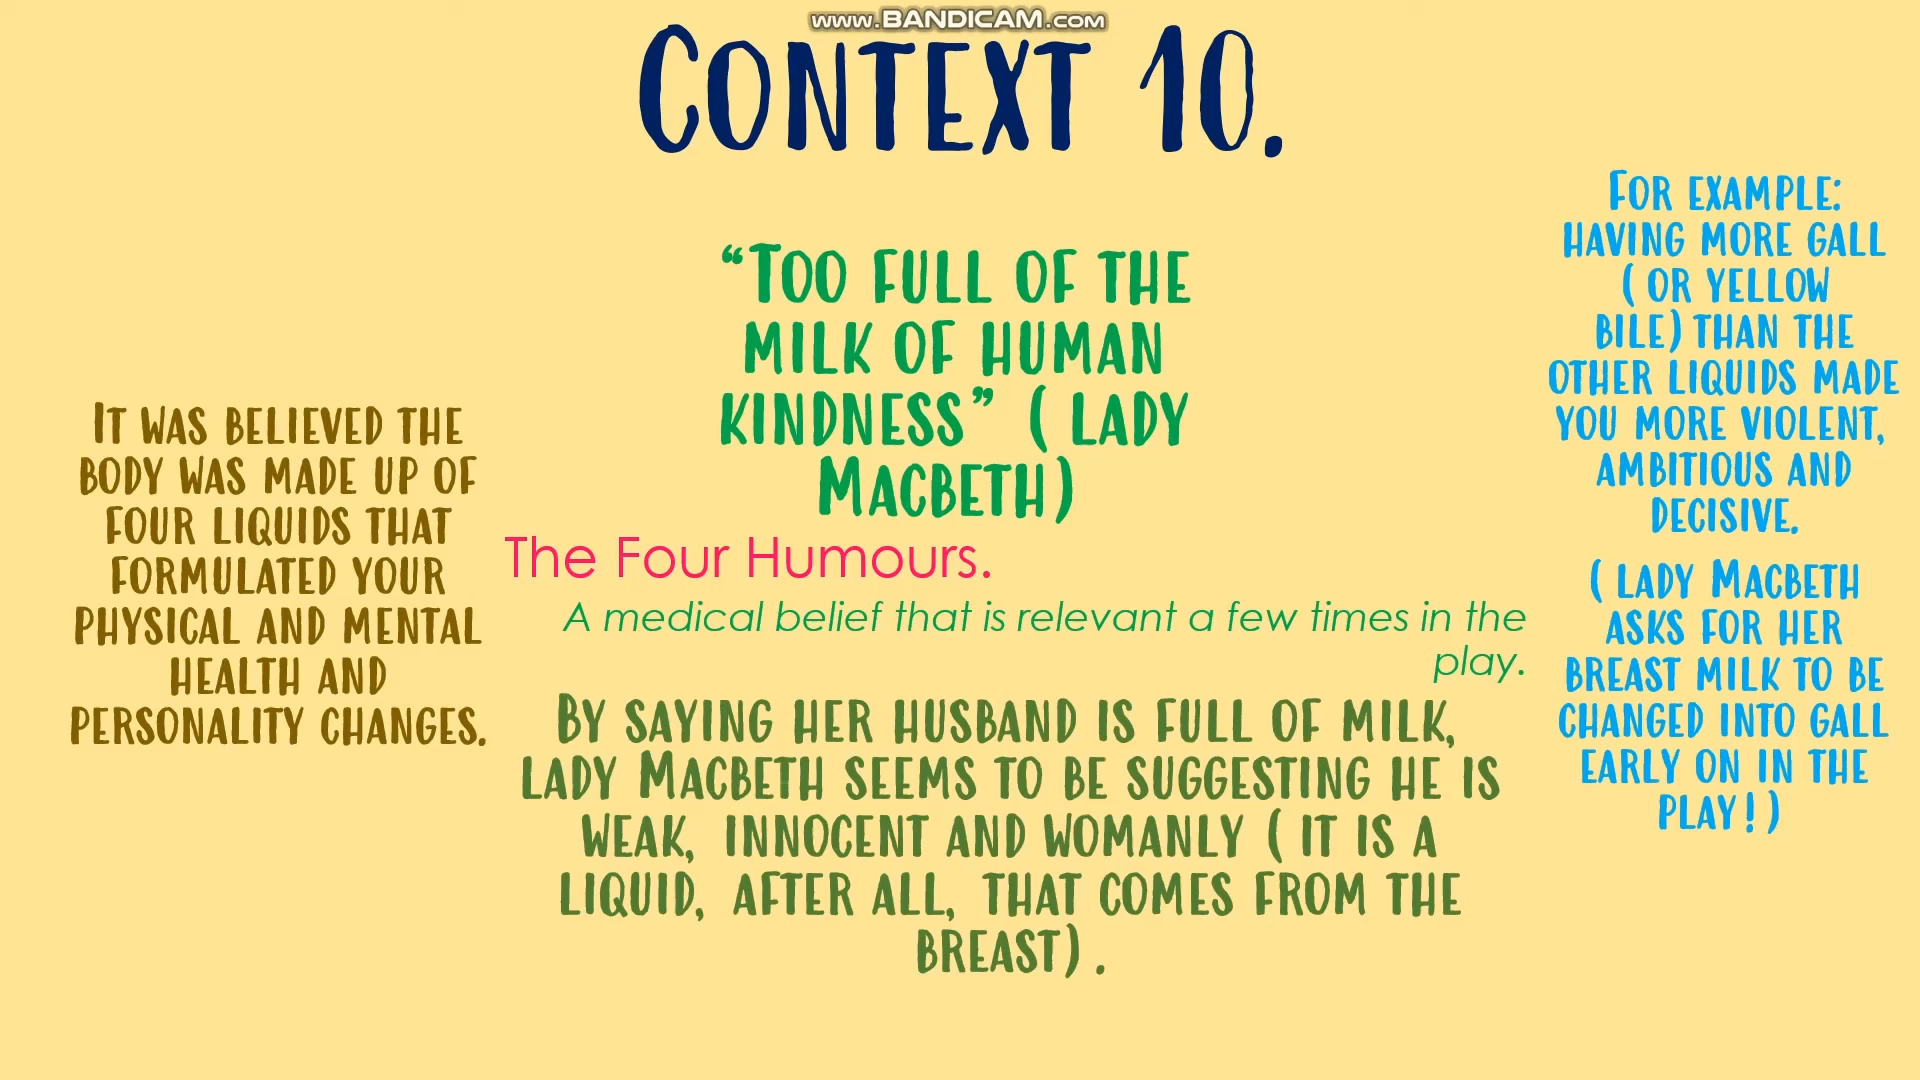 www.BANDICAM.com
Context 10.
"Too full of the
milk of human
kindness" (lady
Macbeth)
The Four Humours.
A medical belief that is relevant a few times in the
play.
It was believed the
body was made up of
four liquids that
formulated your
physical and mental
health and
personality changes.
By saying her husband is full of milk,
lady Macbeth seems to be suggesting he is
weak, innocent and womanly (it is a
liquid, after all, that comes from the
breast).
For example:
having more gall
(or yellow
bile) than the
other liquids made
you more violent,
ambitious and
decisive.
(lady Macbeth
asks for her
breast milk to be
changed into gall
early on in the
play!)